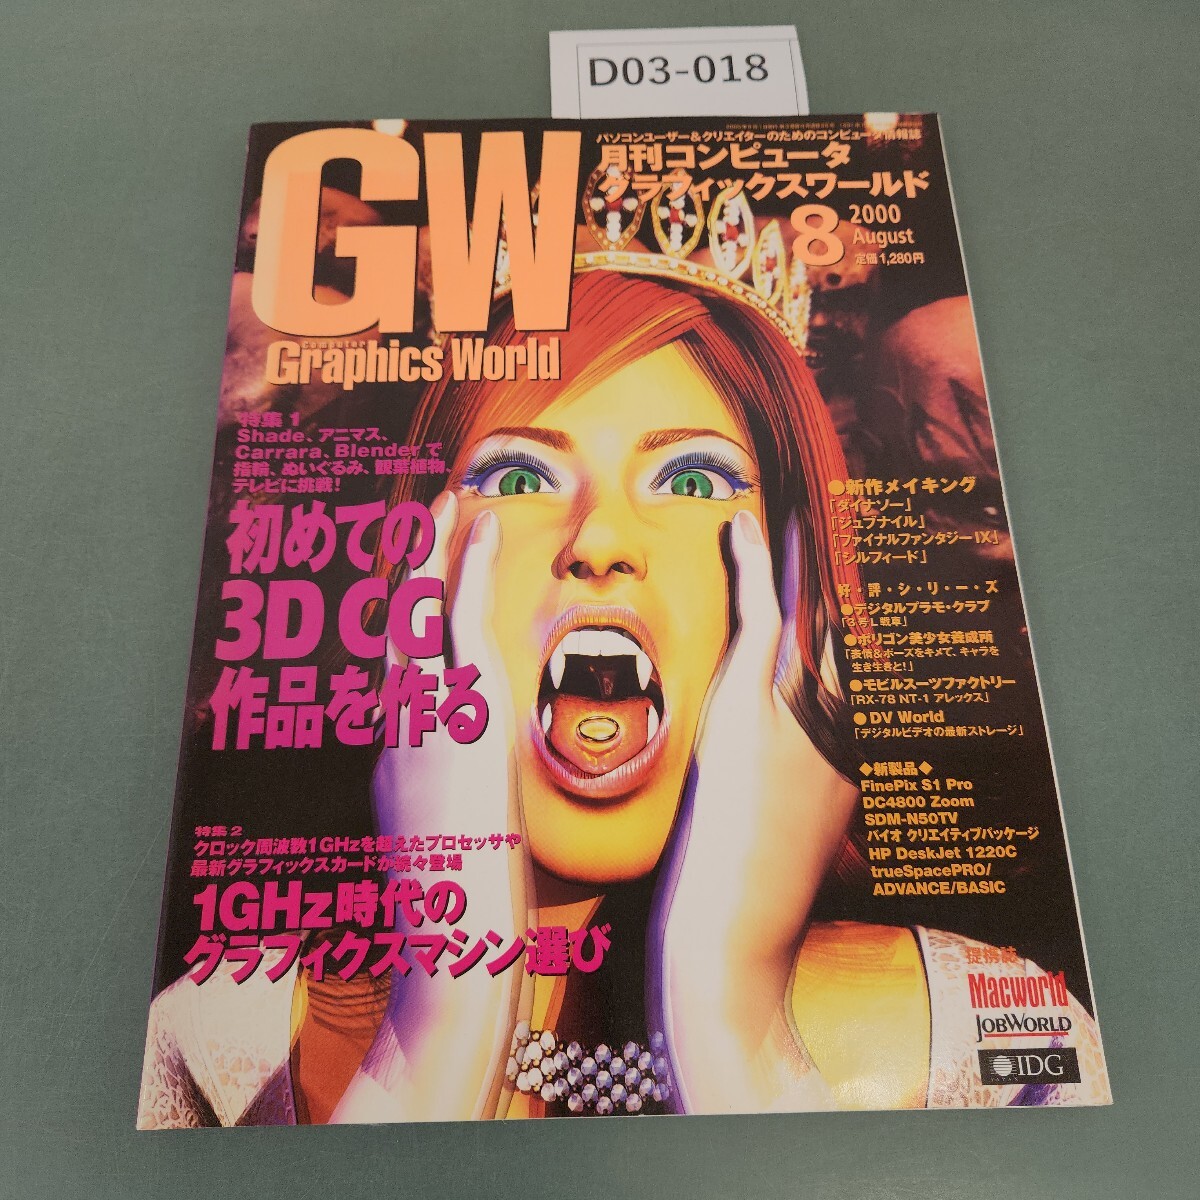 D03-018
パソコンユーザー&クリエイターのためのコンピュータ情報誌
月刊コンピュータ
グラフィックスワールド
8
2000
August
定価1,280円
GW
Computer
Graphics World
特集 1
Shade、アニマス、
Carrara、Blenderで
指輪、ぬいぐるみ、観葉植物、
テレビに挑戦!
初めての
3D CG
作品を作る
特集 2
クロック周波数1GHzを超えたプロセッサや
最新グラフィックスカードが続々登場
1GHz時代の
グラフィクスマシン選び
●新作メイキング
「ダイナソー」
「ジュブナイル」
「ファイナルファンタジーIX」
「シルフィード」
好・評・シ・リ・ー・ズ
●デジタルプラモ・クラブ
「3号L戦車」
●ポリゴン美少女養成所
「表情&ポーズをキメて、キャラを
生き生きと!」
●モビルスーツファクトリー
「RX-78 NT-1 アレックス」
●DV World
「デジタルビデオの最新ストレージ」
◆新製品◆
FinePix S1 Pro
DC4800 Zoom
SDM-N50TV
バイオ クリエイティブパッケージ
HP DeskJet 1220C
trueSpacePRO/
ADVANCE/BASIC
提携誌
Macworld
JOBWORLD
IDG
JAPAN